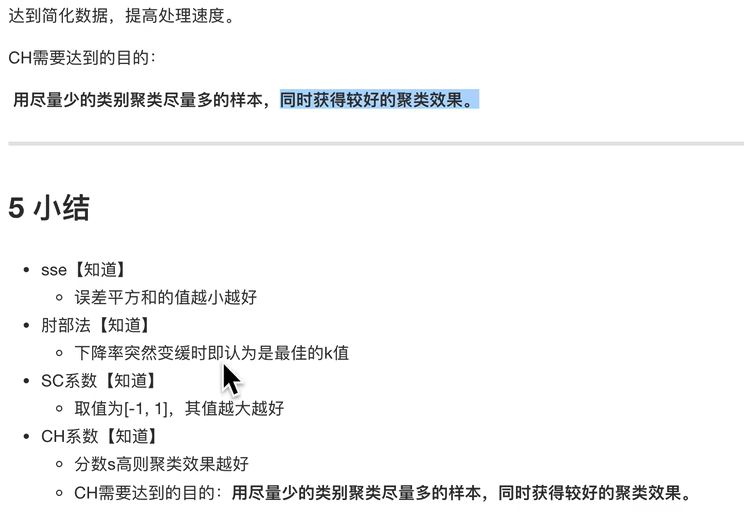 达到简化数据，提高处理速度。
CH需要达到的目的：
用尽量少的类别聚类尽量多的样本，同时获得较好的聚类效果。
5 小结
sse【知道】
误差平方和的值越小越好
肘部法【知道】
下降率突然变缓时即认为是最佳的k值
SC系数【知道】
取值为[-1, 1]，其值越大越好
CH系数【知道】
分数s高则聚类效果越好
CH需要达到的目的：用尽量少的类别聚类尽量多的样本，同时获得较好的聚类效果。